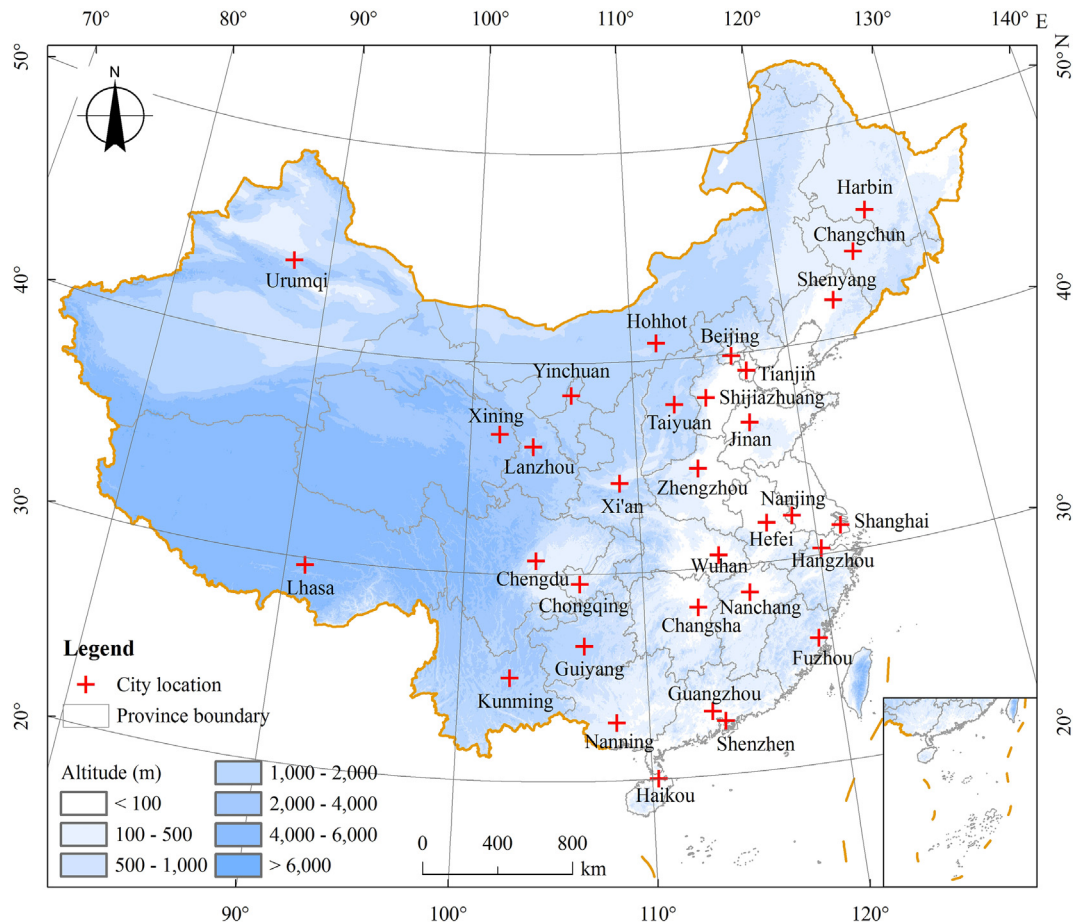 70° 80° 90° 100° 110° 120° 130° 140° E
50° 50° N
N
Harbin
Changchun
Urumqi
Shenyang
40° 40°
Hohhot Beijing
Yinchuan Tianjin
Shijiazhuang
Xining Taiyuan
Jinan
Lanzhou
Zhengzhou
Xi'an Nanjing
30° 30°
Shanghai
Hefei
Hangzhou
Wuhan
Chengdu
Lhasa
Chongqing Nanchang
Changsha
Legend
Guiyang Fuzhou
City location
Kunming Guangzhou
Province boundary
20° 20°
Nanning Shenzhen
Altitude (m)
1,000 - 2,000
Haikou
< 100
2,000 - 4,000
100 - 500
4,000 - 6,000
0 400 800
500 - 1,000
> 6,000
km
90° 100° 110° 120°